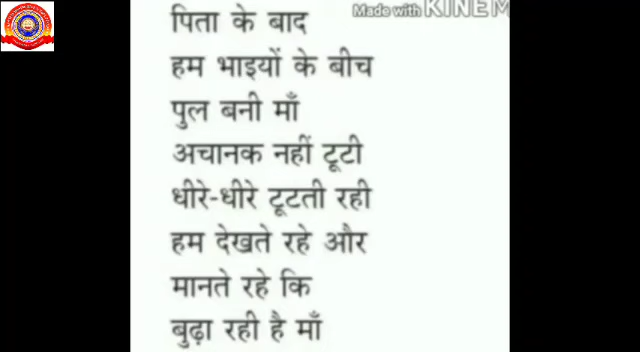 Made with KINEM
पिता के बाद
हम भाइयों के बीच
पुल बनी माँ
अचानक नहीं टूटी
धीरे-धीरे टूटती रही
हम देखते रहे और
मानते रहे कि
बुढ़ा रही है माँ